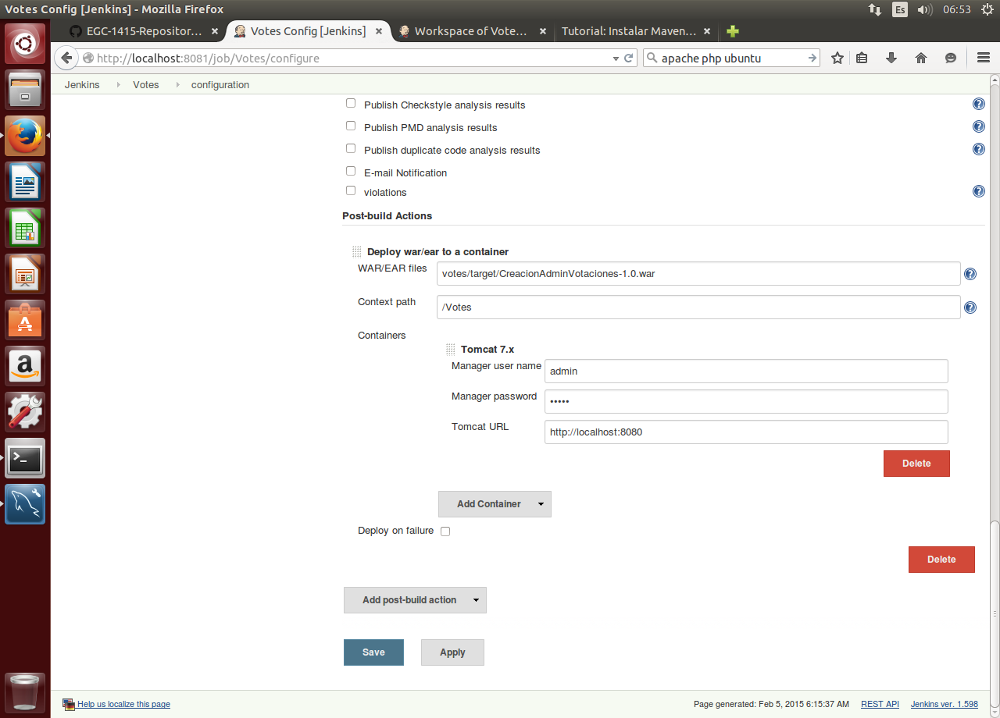 Votes Config [Jenkins] - Mozilla Firefox
Es
06:53
EGC-1415-Repositor... ×
Votes Config [Jenkins] ×
Workspace of Vote... ×
Tutorial: Instalar Maven... ×
http://localhost:8081/job/Votes/configure
apache php ubuntu
Jenkins
Votes
configuration
Publish Checkstyle analysis results
Publish PMD analysis results
Publish duplicate code analysis results
E-mail Notification
violations
Post-build Actions
Deploy war/ear to a container
WAR/EAR files
votes/target/CreacionAdminVotaciones-1.0.war
Context path
/Votes
Containers
Tomcat 7.x
Manager user name
admin
Manager password
•••••
Tomcat URL
http://localhost:8080
Delete
Add Container
Deploy on failure
Delete
Add post-build action
Save
Apply
Help us localize this page
Page generated: Feb 5, 2015 6:15:37 AM
REST API
Jenkins ver. 1.598